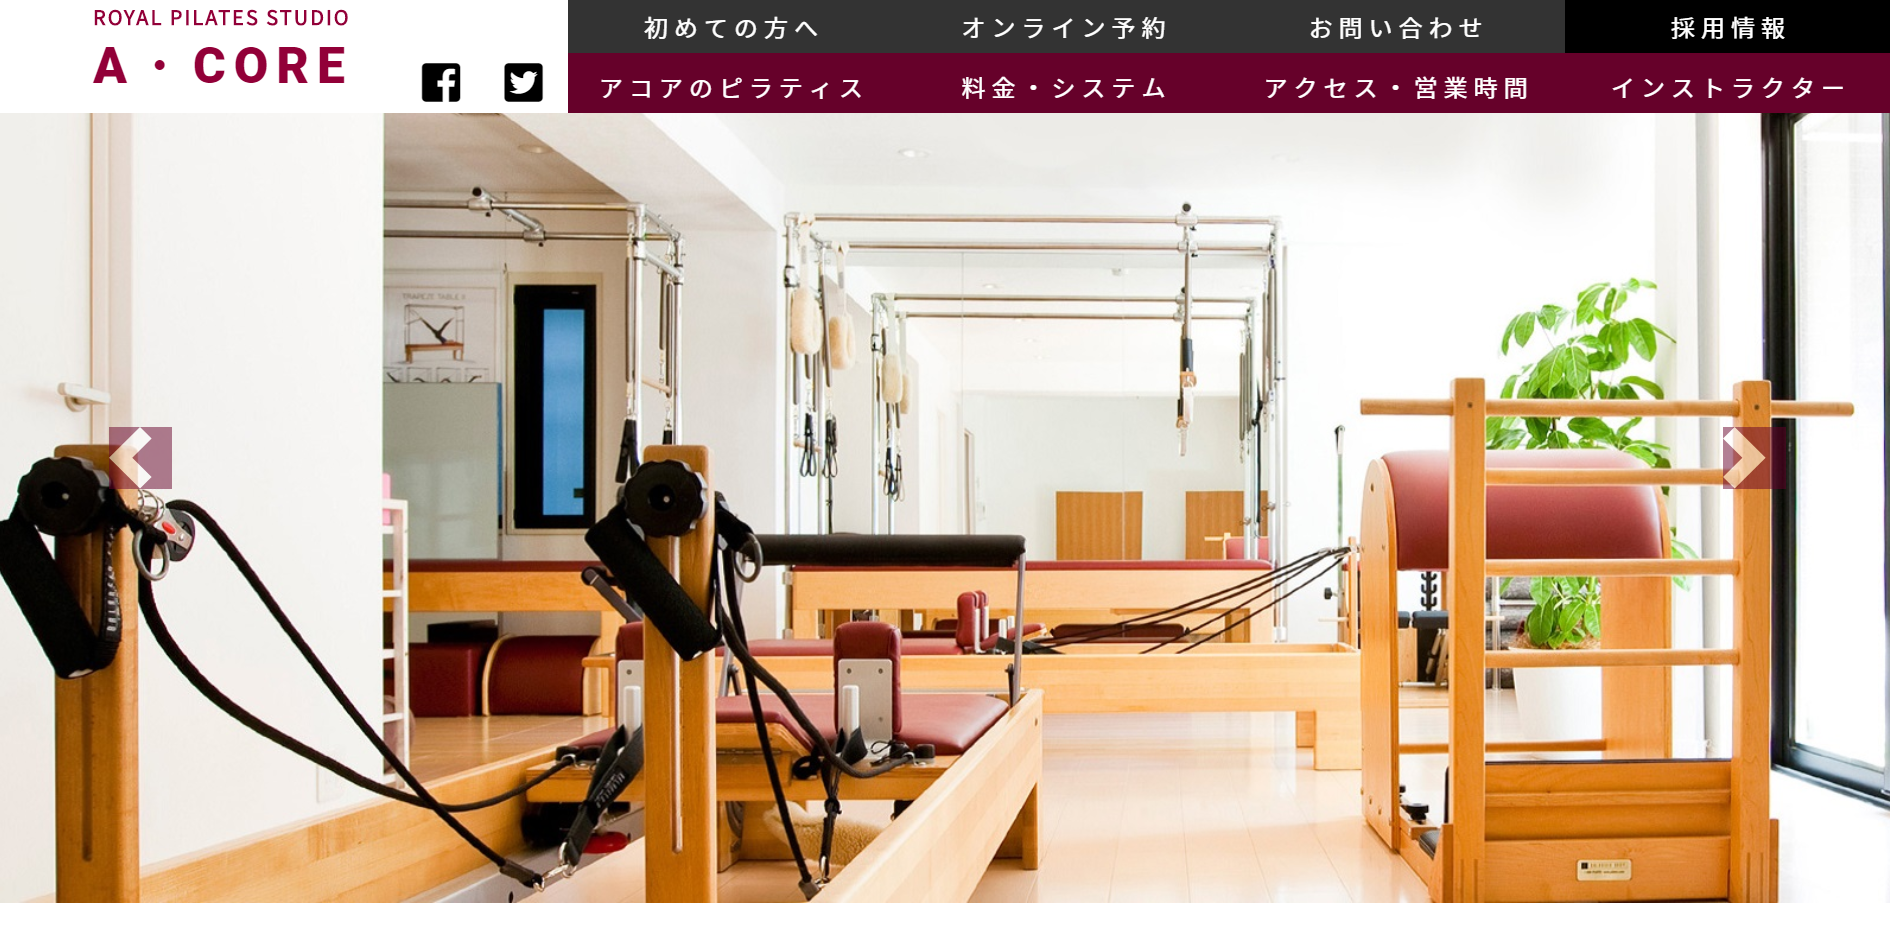 ROYAL PILATES STUDIO
A・CORE
初めての方へ
オンライン予約
お問い合わせ
採用情報
アコアのピラティス
料金・システム
アクセス・営業時間
インストラクター
TRAPEZE TABLE